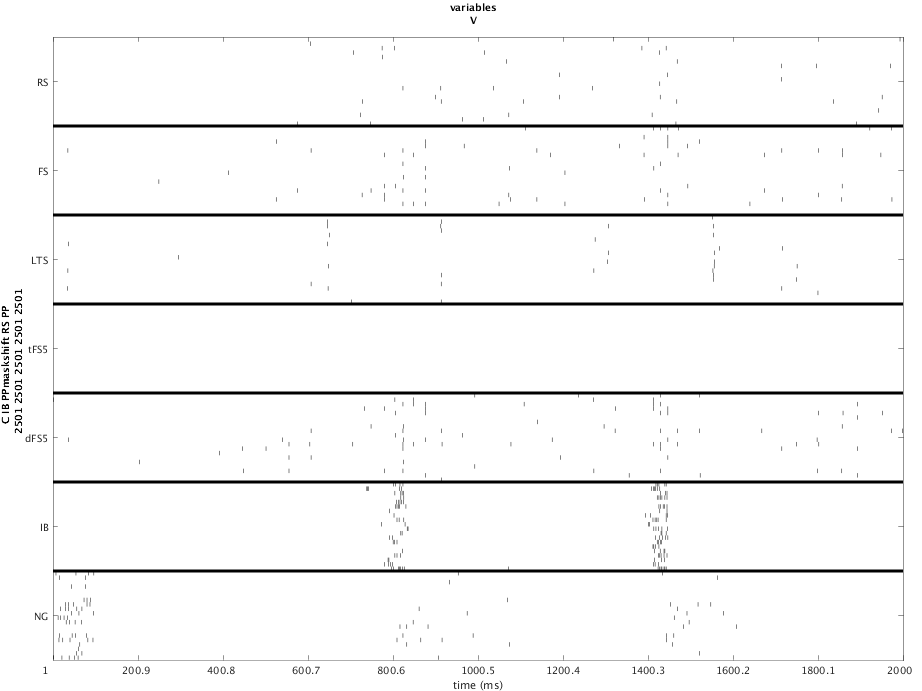 variables
V
RS
FS
LTS
tFS5
dFS5
IB
NG
C IB PPmaskshift RS PP
2501 2501 2501 2501 2501
1 200.9 400.8 600.7 800.6 1000.5 1200.4 1400.3 1600.2 1800.1 2000
time (ms)